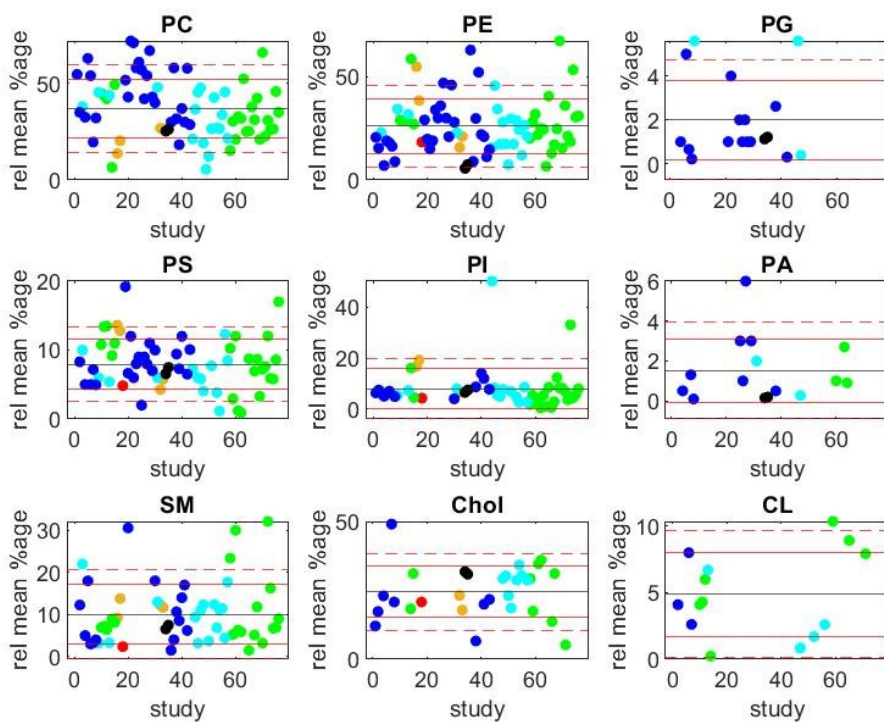 PC PE PG
rel mean %age 50 0 0 20 40 60 study
rel mean %age 50 0 0 20 40 60 study
rel mean %age 4 2 0 0 20 40 60 study
PS PI PA
rel mean %age 20 10 0 0 20 40 60 study
rel mean %age 40 20 0 0 20 40 60 study
rel mean %age 6 4 2 0 0 20 40 60 study
SM Chol CL
rel mean %age 30 20 10 0 0 20 40 60 study
rel mean %age 50 0 0 20 40 60 study
rel mean %age 10 5 0 0 20 40 60 study